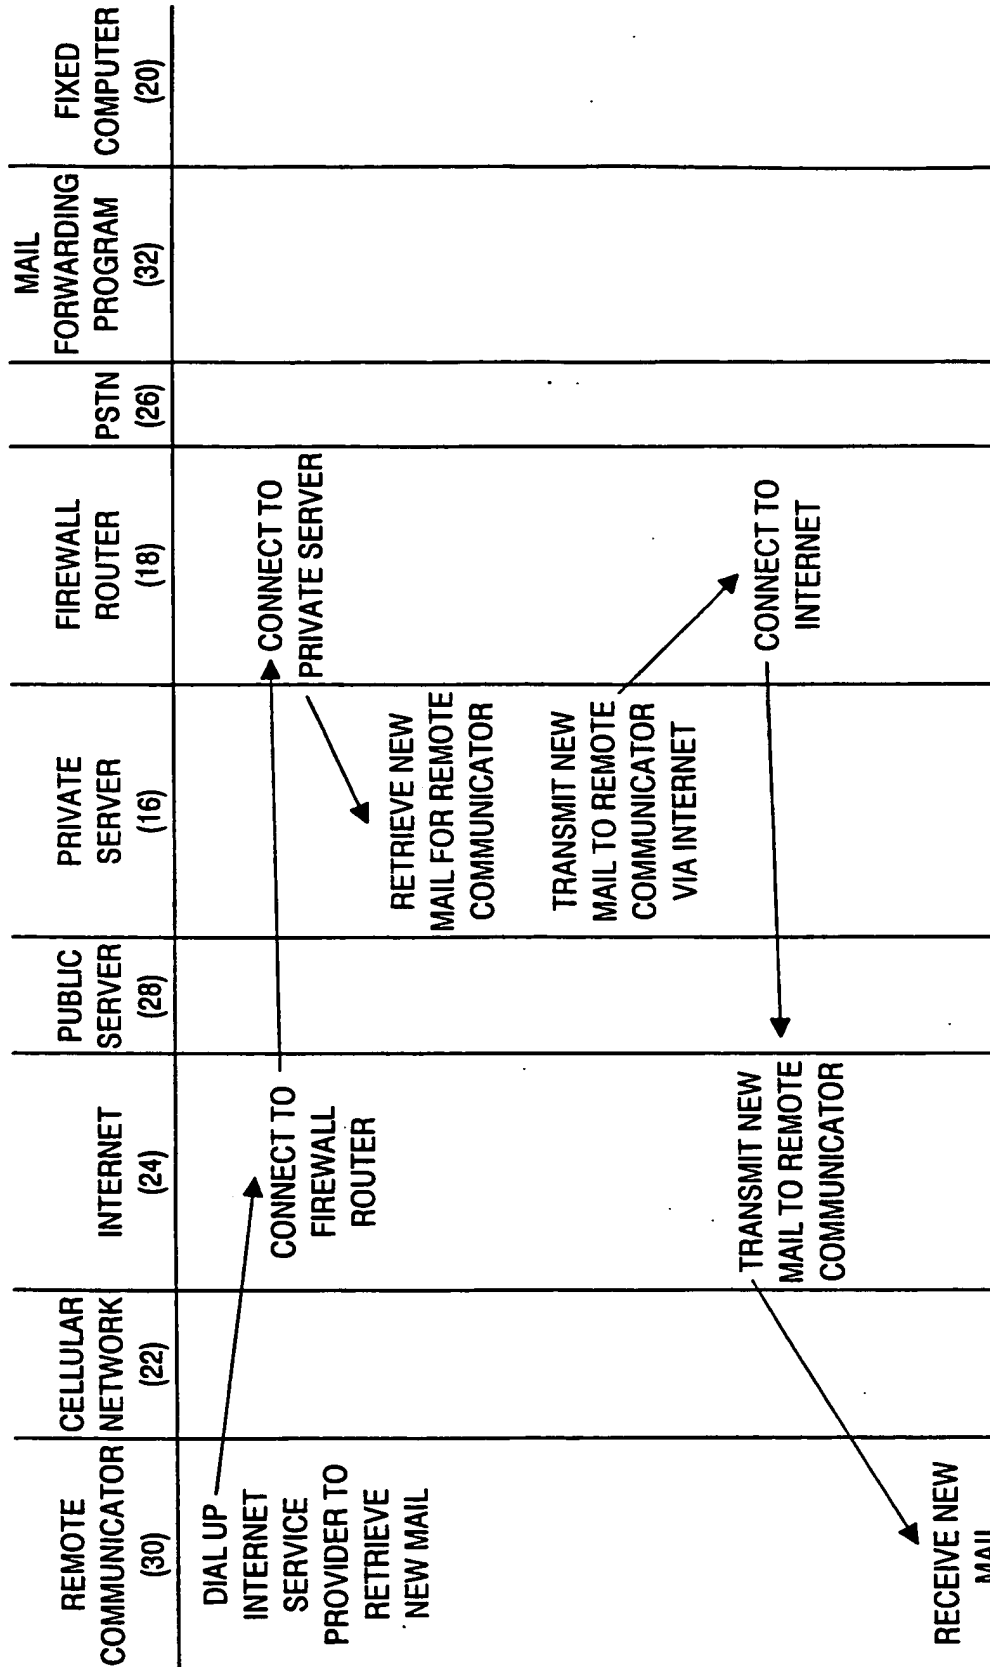 REMOTE
COMMUNICATOR
(30)
CELLULAR
NETWORK
(22)
INTERNET
(24)
PUBLIC
SERVER
(28)
PRIVATE
SERVER
(16)
FIREWALL
ROUTER
(18)
PSTN
(26)
MAIL
FORWARDING
PROGRAM
(32)
FIXED
COMPUTER
(20)
DIAL UP
INTERNET
SERVICE
PROVIDER TO
RETRIEVE
NEW MAIL
CONNECT TO
FIREWALL
ROUTER
CONNECT TO
PRIVATE SERVER
RETRIEVE NEW
MAIL FOR REMOTE
COMMUNICATOR
TRANSMIT NEW
MAIL TO REMOTE
COMMUNICATOR
VIA INTERNET
CONNECT TO
INTERNET
TRANSMIT NEW
MAIL TO REMOTE
COMMUNICATOR
RECEIVE NEW
MAIL